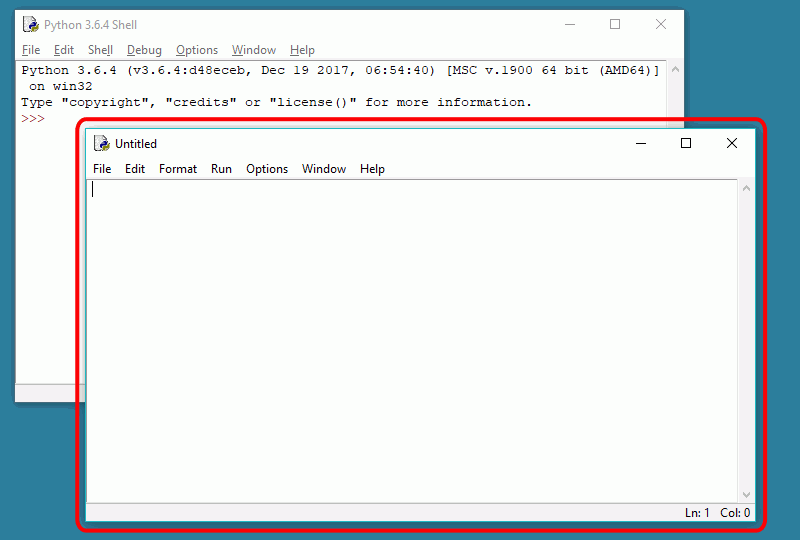 Python 3.6.4 Shell
File Edit Shell Debug Options Window Help
Python 3.6.4 (v3.6.4:d48eceb, Dec 19 2017, 06:54:40) [MSC v.1900 64 bit (AMD64)]
on win32
Type "copyright", "credits" or "license()" for more information.
>>>
Untitled
File Edit Format Run Options Window Help
Ln: 1 Col: 0